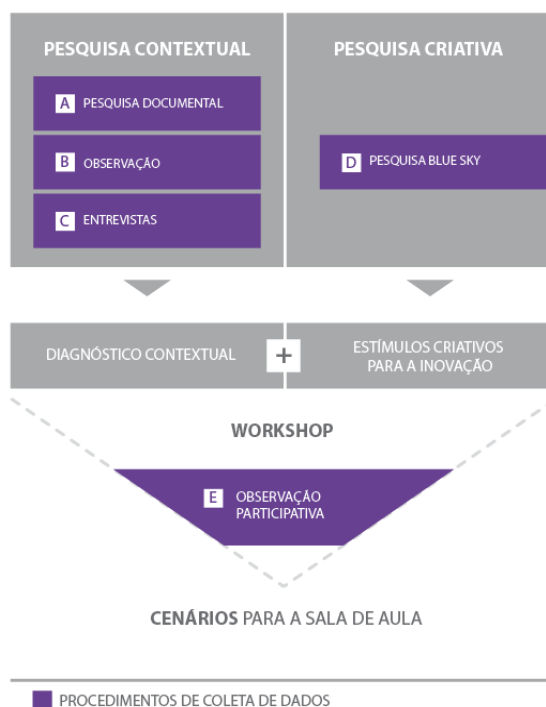 PESQUISA CONTEXTUAL
A PESQUISA DOCUMENTAL
B OBSERVAÇÃO
C ENTREVISTAS
PESQUISA CRIATIVA
D PESQUISA BLUE SKY
DIAGNÓSTICO CONTEXTUAL
+
ESTÍMULOS CRIATIVOS
PARA A INOVAÇÃO
WORKSHOP
E OBSERVAÇÃO
PARTICIPATIVA
CENÁRIOS PARA A SALA DE AULA
PROCEDIMENTOS DE COLETA DE DADOS